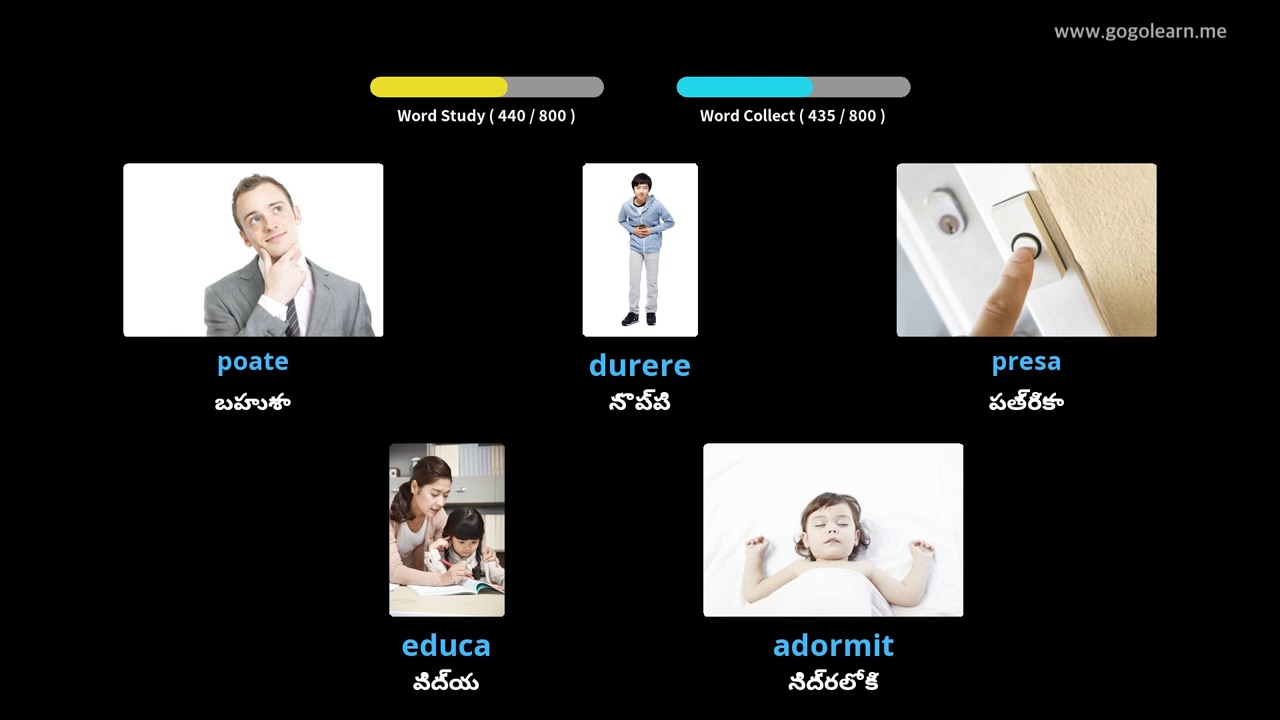 www.gogolearn.me
Word Study ( 440 / 800 )
Word Collect ( 435 / 800 )
poate
బహుశా
durere
నొప్పి
presa
పత్రికా
educa
విద్య
adormit
నిద్రలోకి